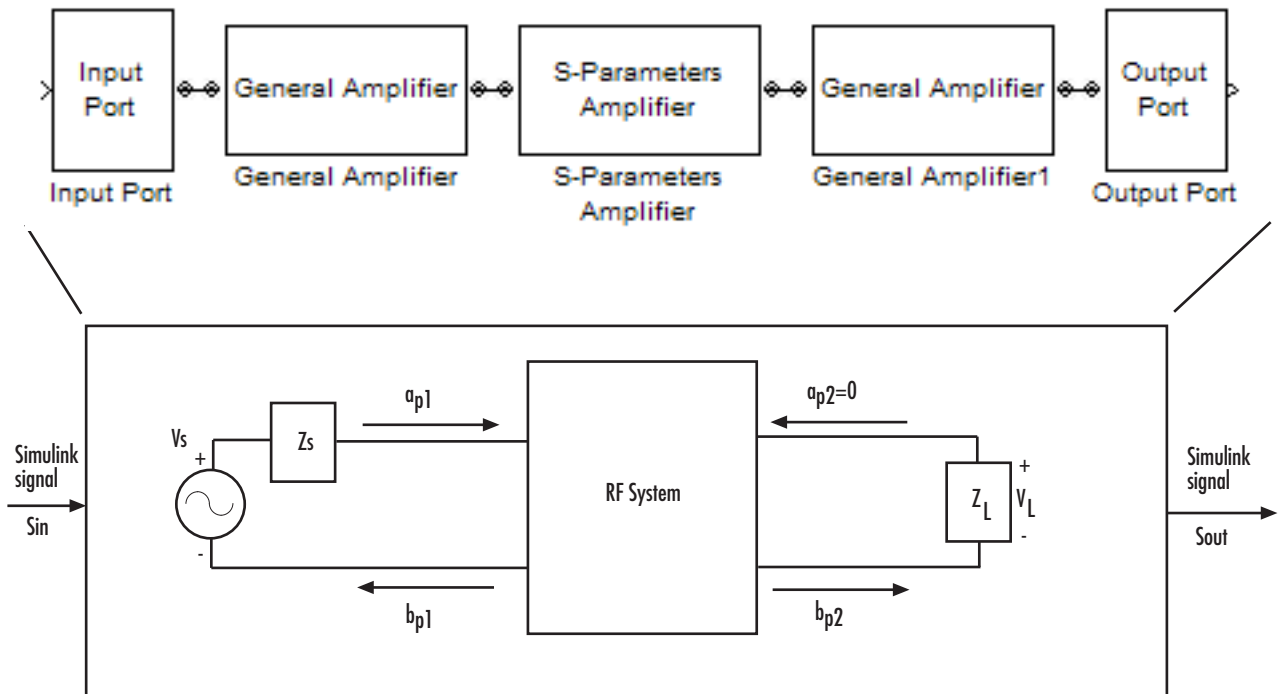 Input
Port
General Amplifier
S-Parameters
Amplifier
General Amplifier
Output
Port
Input Port
General Amplifier
S-Parameters
Amplifier
General Amplifier1
Output Port
Simulink
signal
Sin
Vs
+
-
Zs
ap1
bp1
RF System
ap2=0
bp2
ZL
+
VL
-
Simulink
signal
Sout